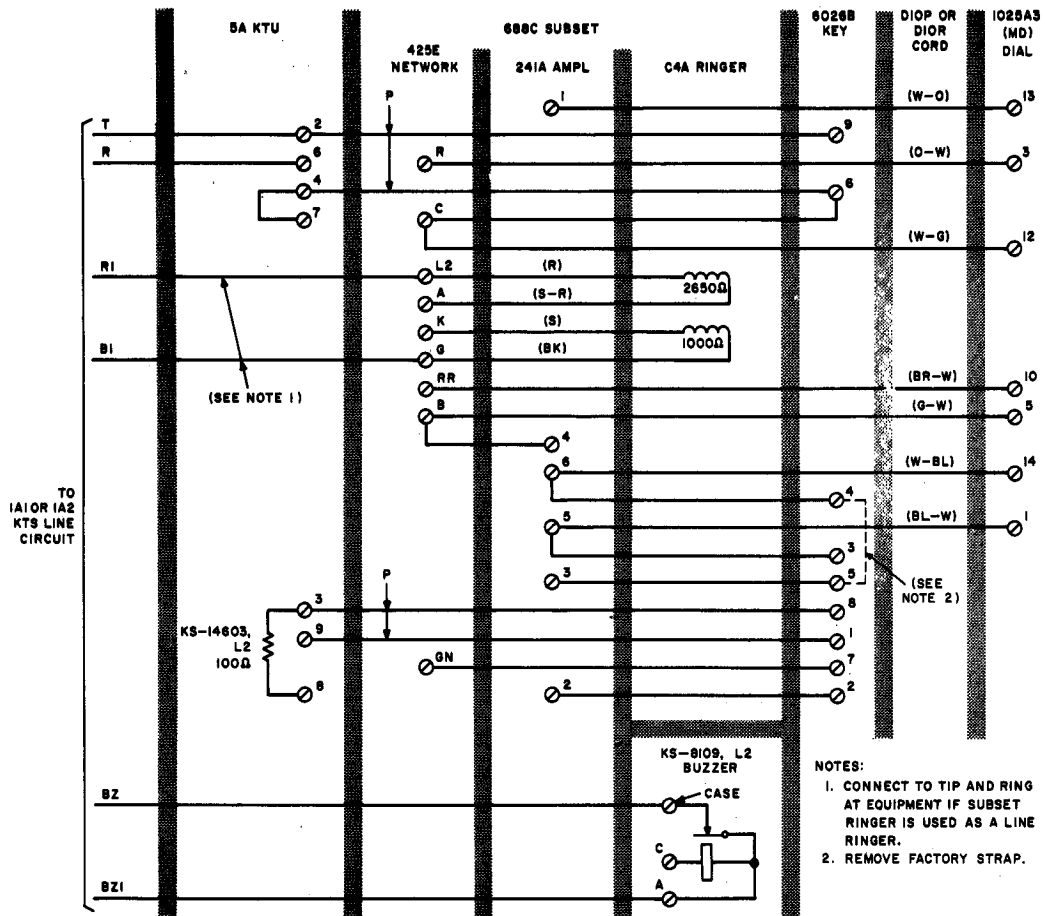 5A KTU
688C SUBSET
6026B
KEY
DIOP OR
DIOR
CORD
1025A3
(MD)
DIAL
425E
NETWORK
241A AMPL
C4A RINGER
P
1
(W-O)
13
T
2
9
R
6
R
(O-W)
3
4
6
7
C
(W-G)
12
R1
L2
(R)
2650Ω
A
(S-R)
K
(S)
1000Ω
B1
G
(BK)
(SEE NOTE 1)
RR
(BR-W)
10
B
(G-W)
5
4
6
(W-BL)
14
TO
1A1 OR 1A2
KTS LINE
CIRCUIT
4
5
(BL-W)
1
3
3
5
(SEE
NOTE 2)
P
3
8
KS-14603,
L2
100Ω
9
1
GN
7
8
2
2
KS-8109, L2
BUZZER
BZ
CASE
C
A
BZ1
NOTES:
1. CONNECT TO TIP AND RING
AT EQUIPMENT IF SUBSET
RINGER IS USED AS A LINE
RINGER.
2. REMOVE FACTORY STRAP.